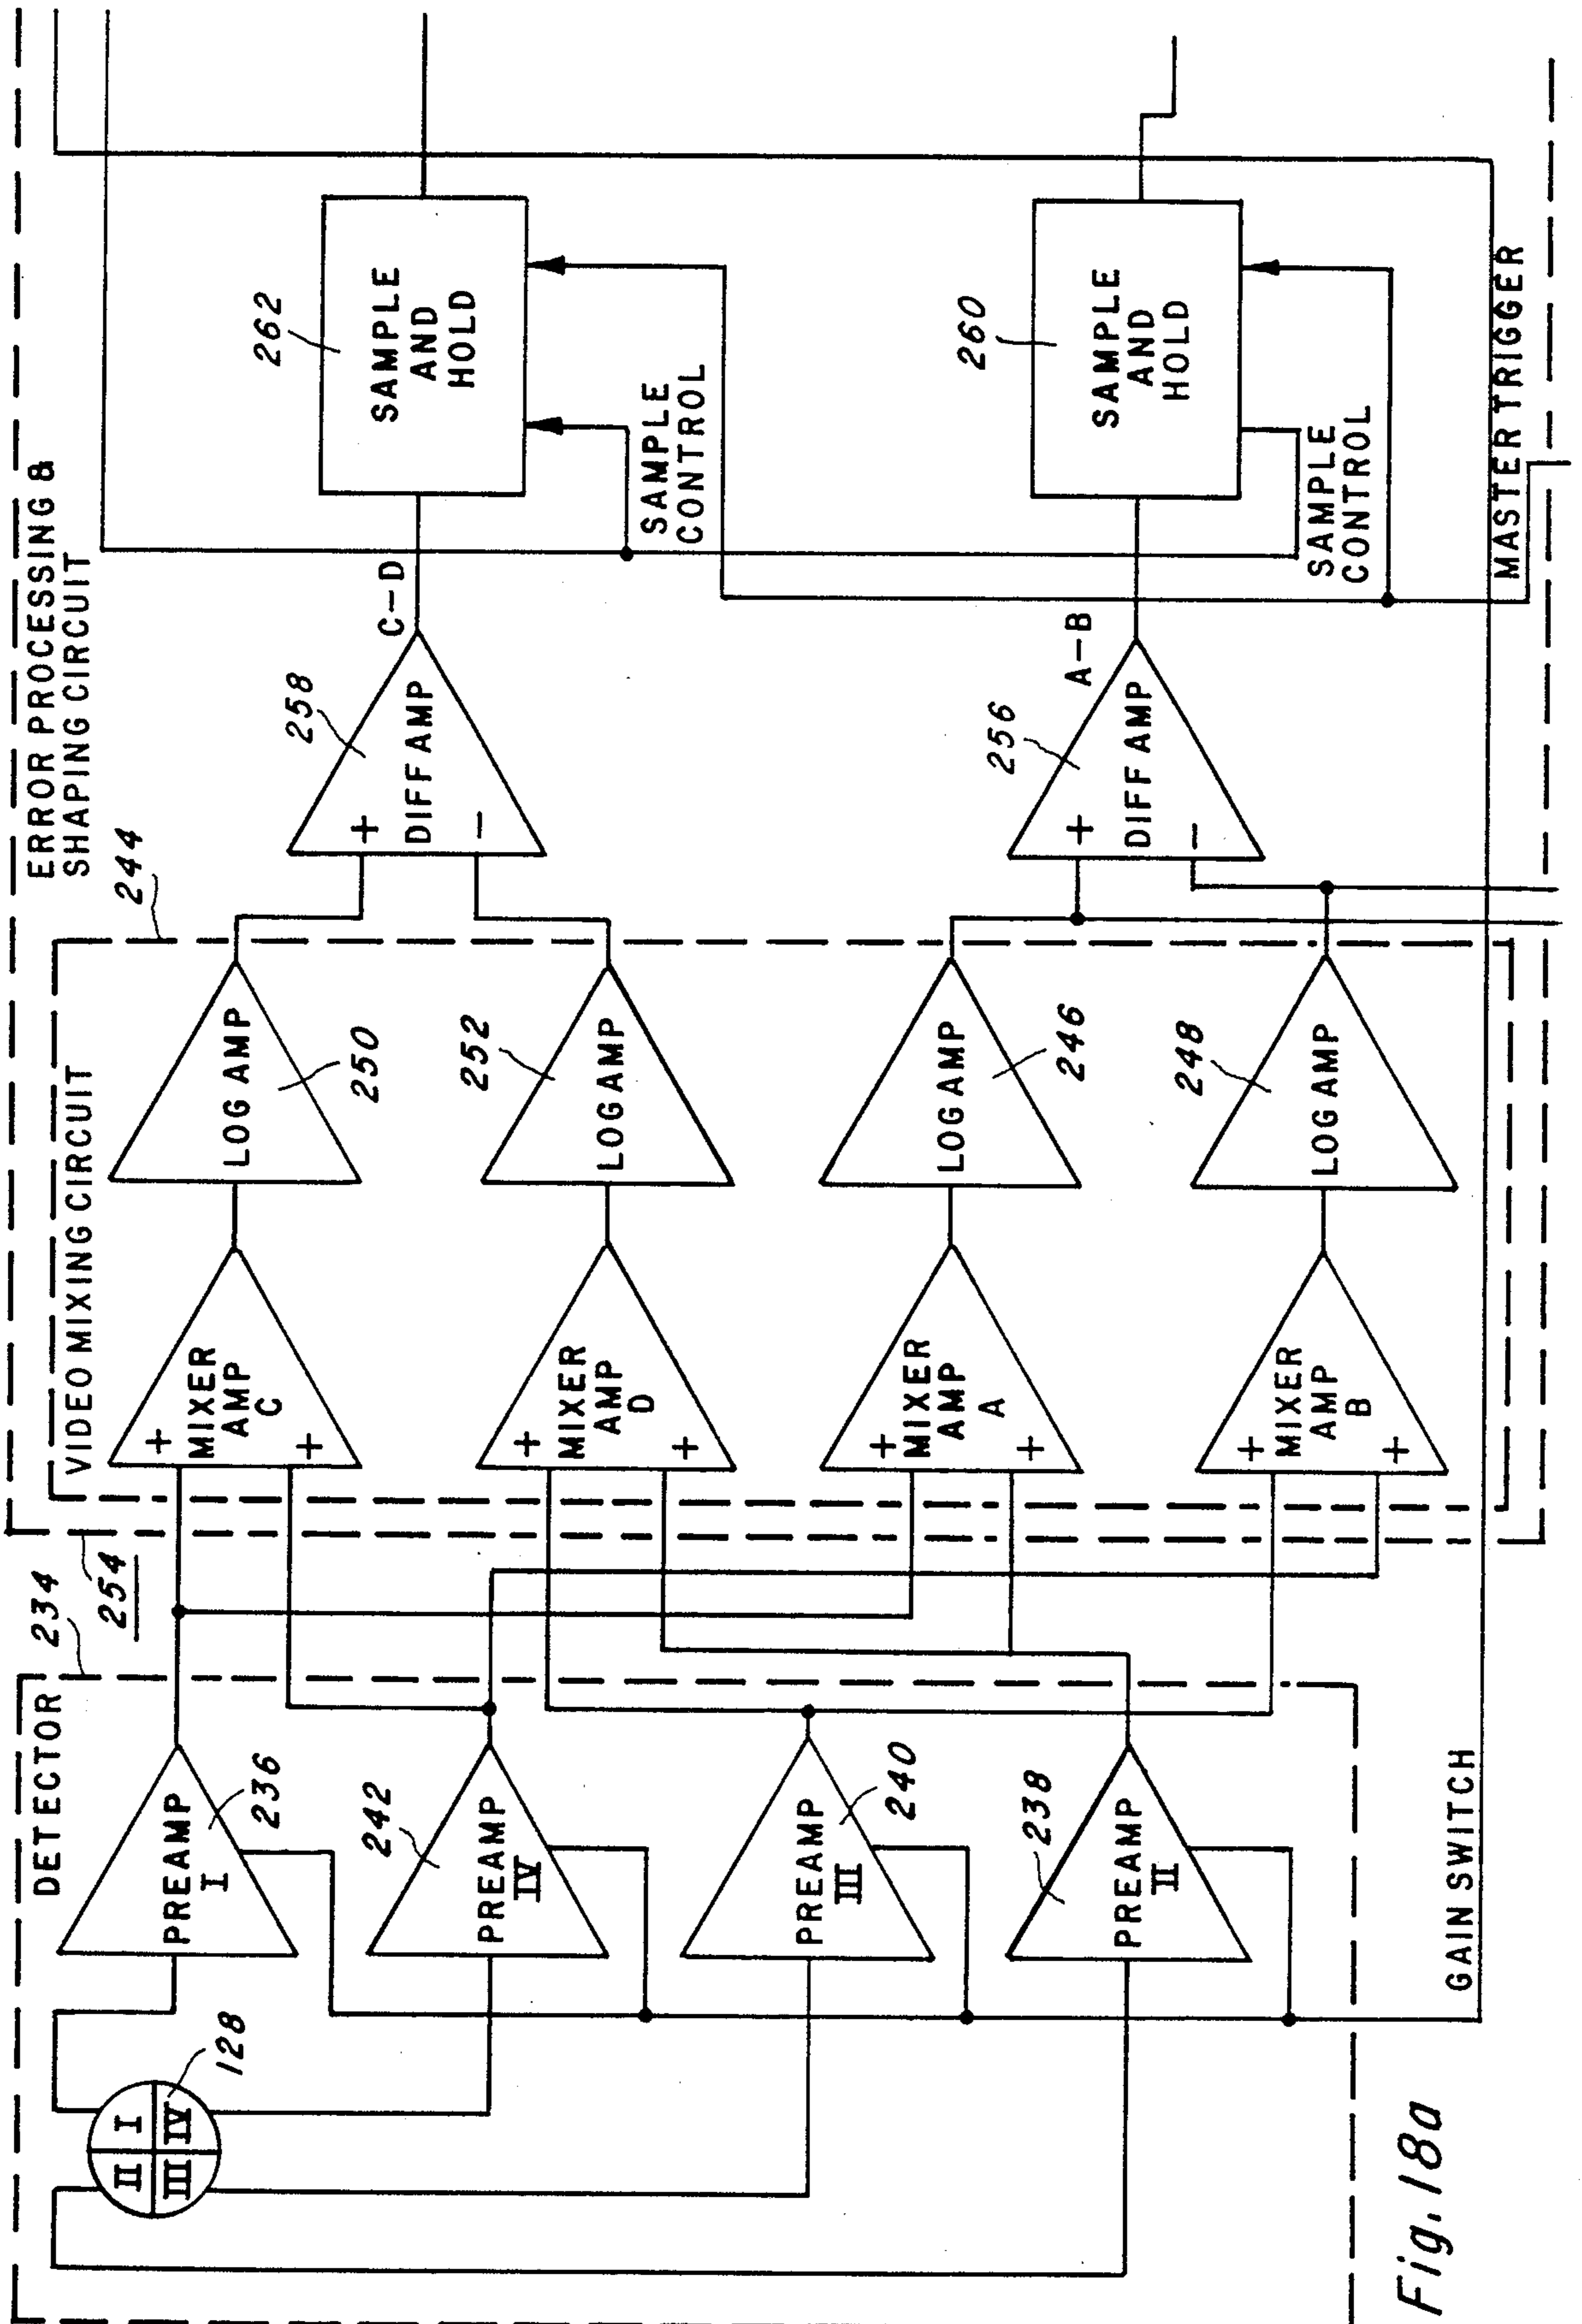 DETECTOR
234
II
I
III
IV
128
PREAMP
I
236
PREAMP
IV
242
PREAMP
III
240
PREAMP
II
238
GAIN SWITCH
254
ERROR PROCESSING &
SHAPING CIRCUIT
VIDEO MIXING CIRCUIT
244
+
MIXER
AMP
C
+
LOG AMP
250
+
MIXER
AMP
D
+
LOG AMP
252
+
MIXER
AMP
A
+
LOG AMP
246
+
MIXER
AMP
B
+
LOG AMP
248
258
+
DIFF AMP
-
C-D
256
+
DIFF AMP
-
A-B
262
SAMPLE
AND
HOLD
SAMPLE
CONTROL
260
SAMPLE
AND
HOLD
SAMPLE
CONTROL
MASTER TRIGGER
Fig. 18a